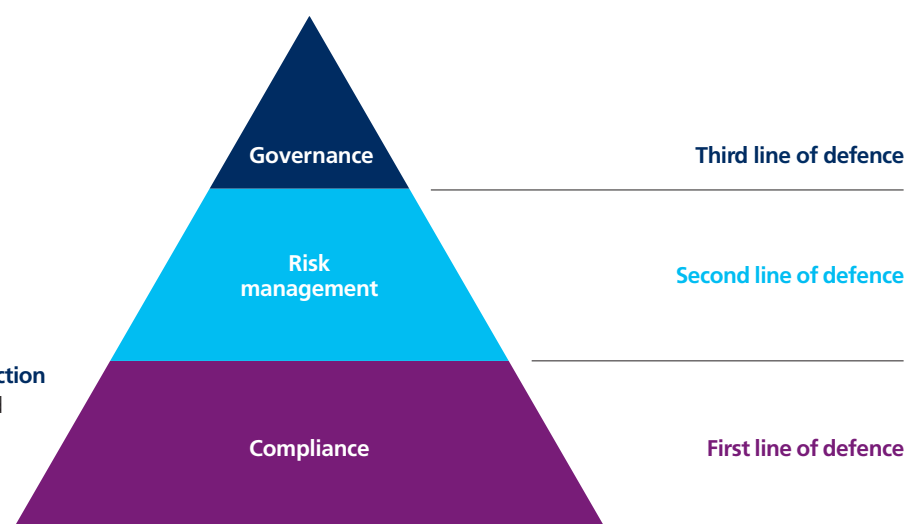 Governance
Third line of defence
Risk
management
Second line of defence
Compliance
First line of defence